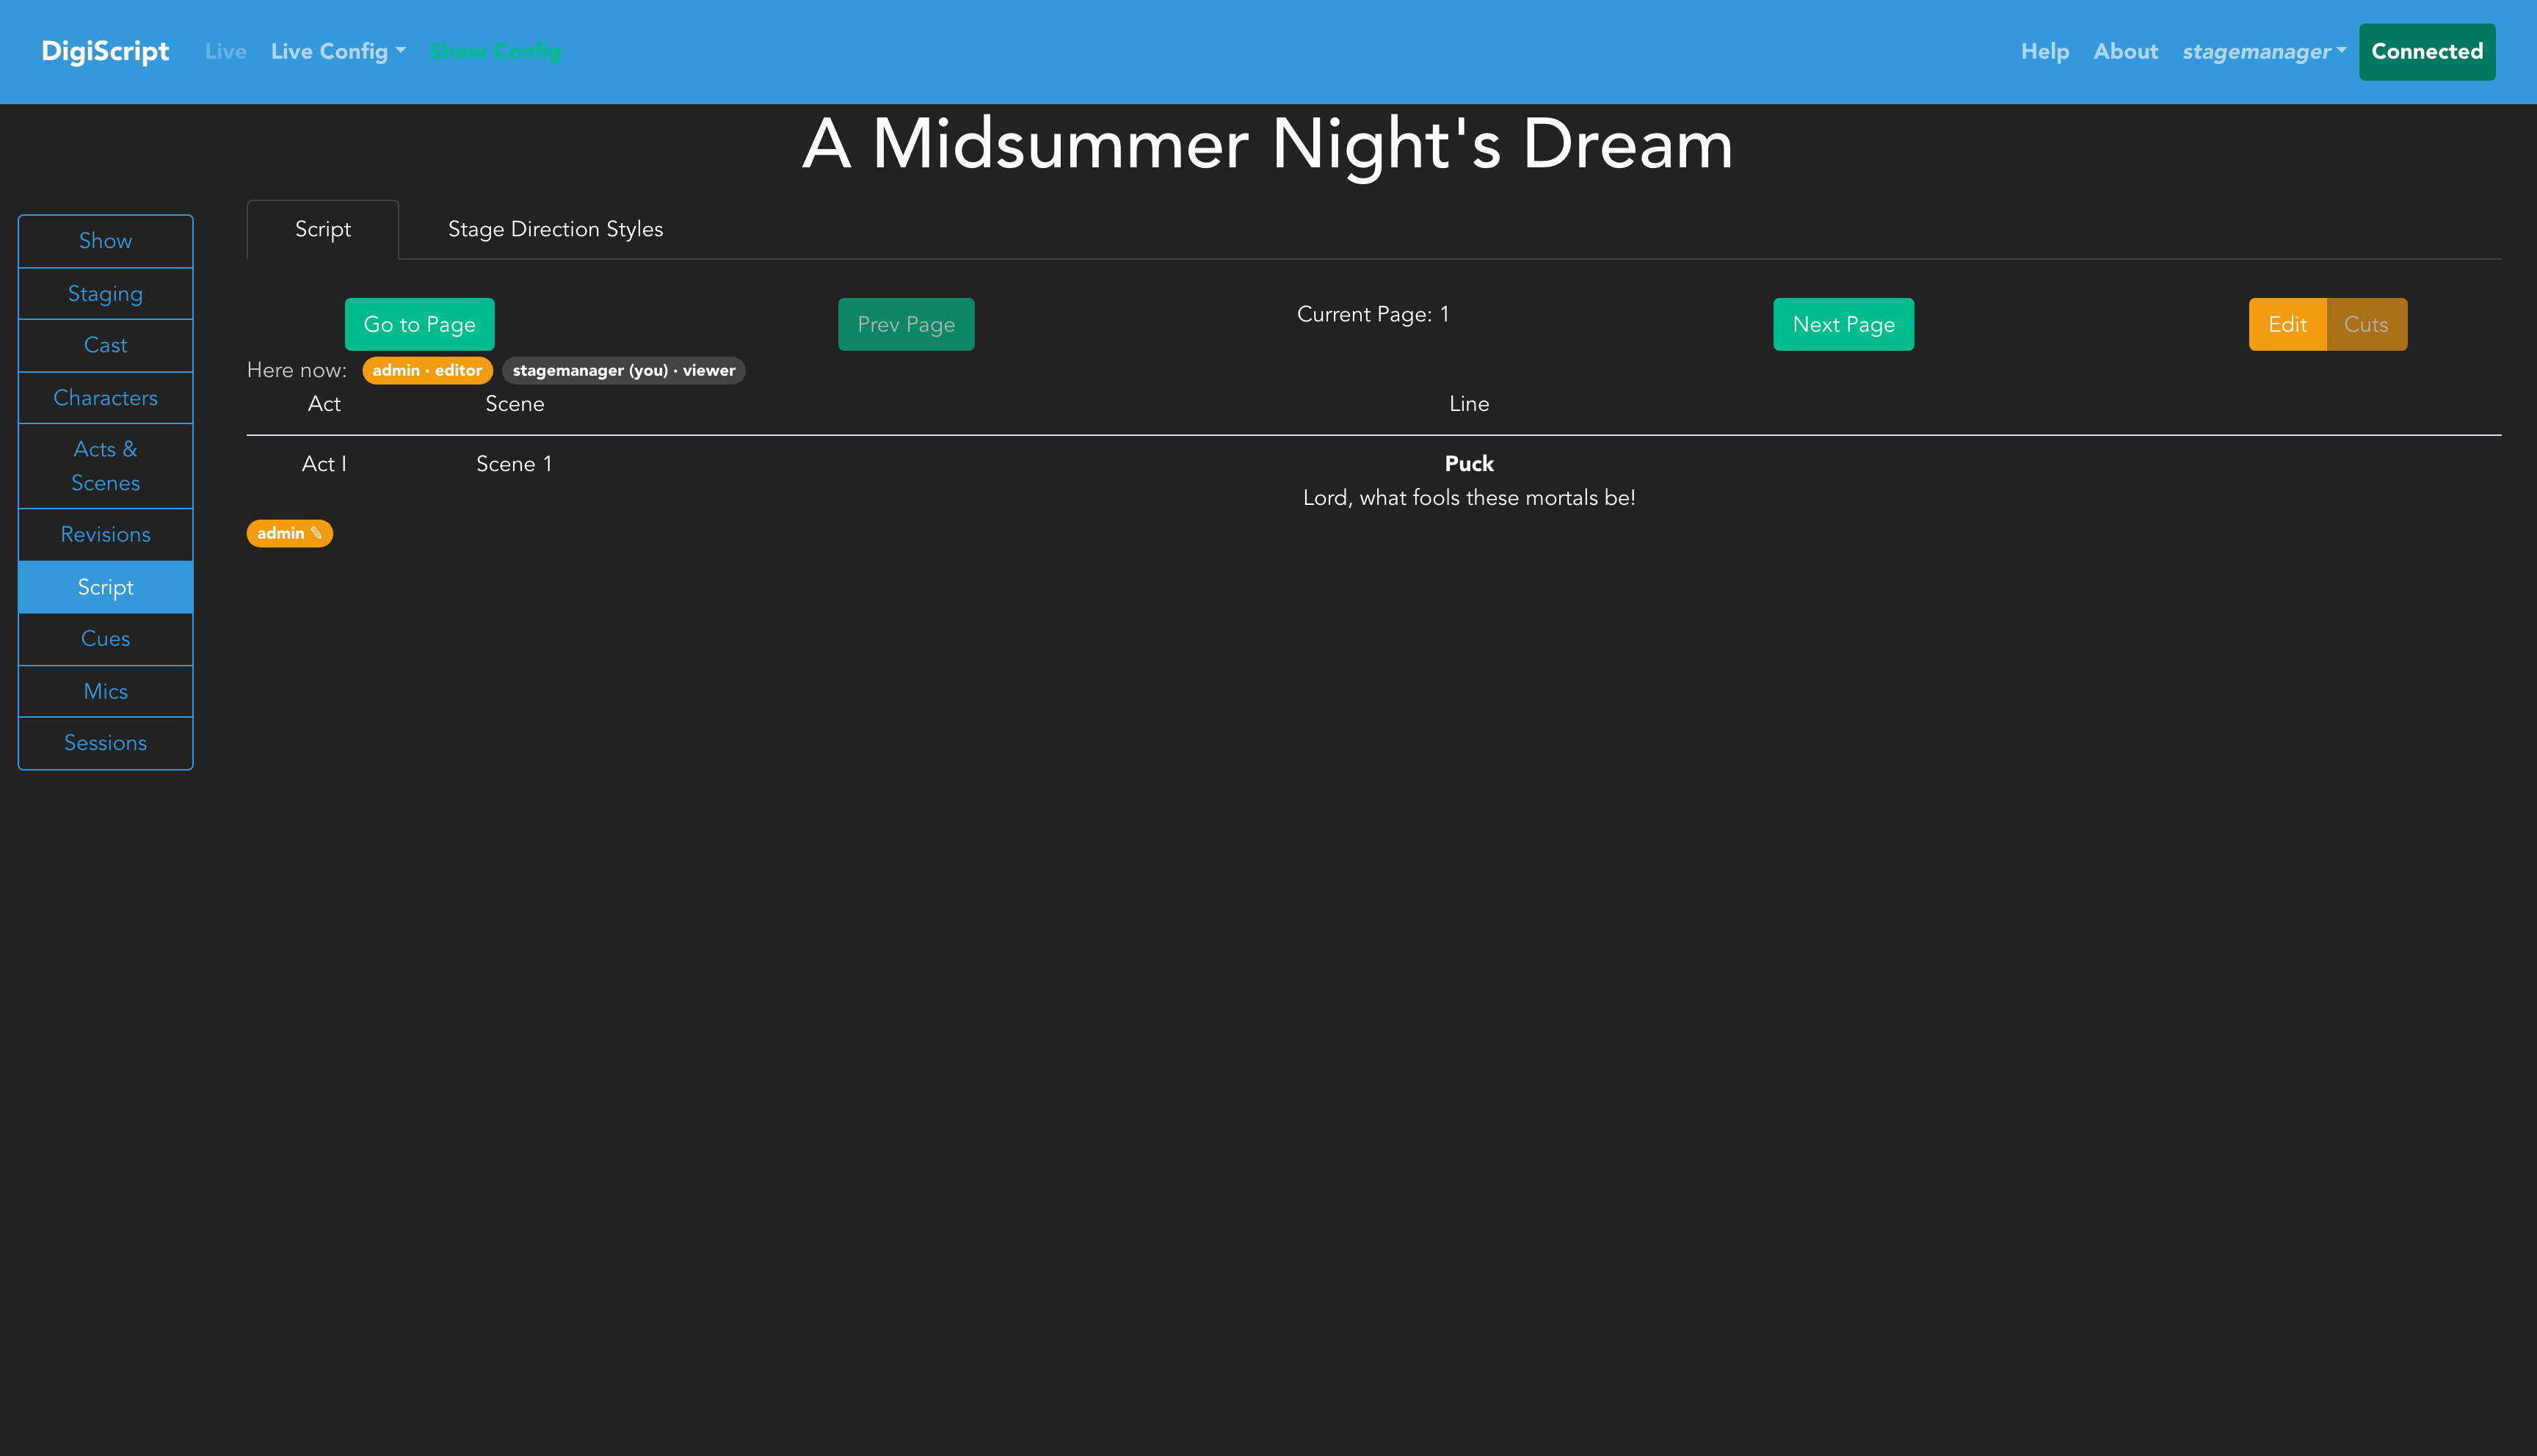 DigiScript Live Live Config Show Config Help About stagemanager Connected
A Midsummer Night's Dream
Script Stage Direction Styles
Show
Staging
Cast
Characters
Acts &
Scenes
Revisions
Script
Cues
Mics
Sessions
Go to Page Prev Page Current Page: 1 Next Page Edit Cuts
Here now: admin · editor stagemanager (you) · viewer
Act Scene Line
Act I Scene 1 Puck
Lord, what fools these mortals be!
admin ✎